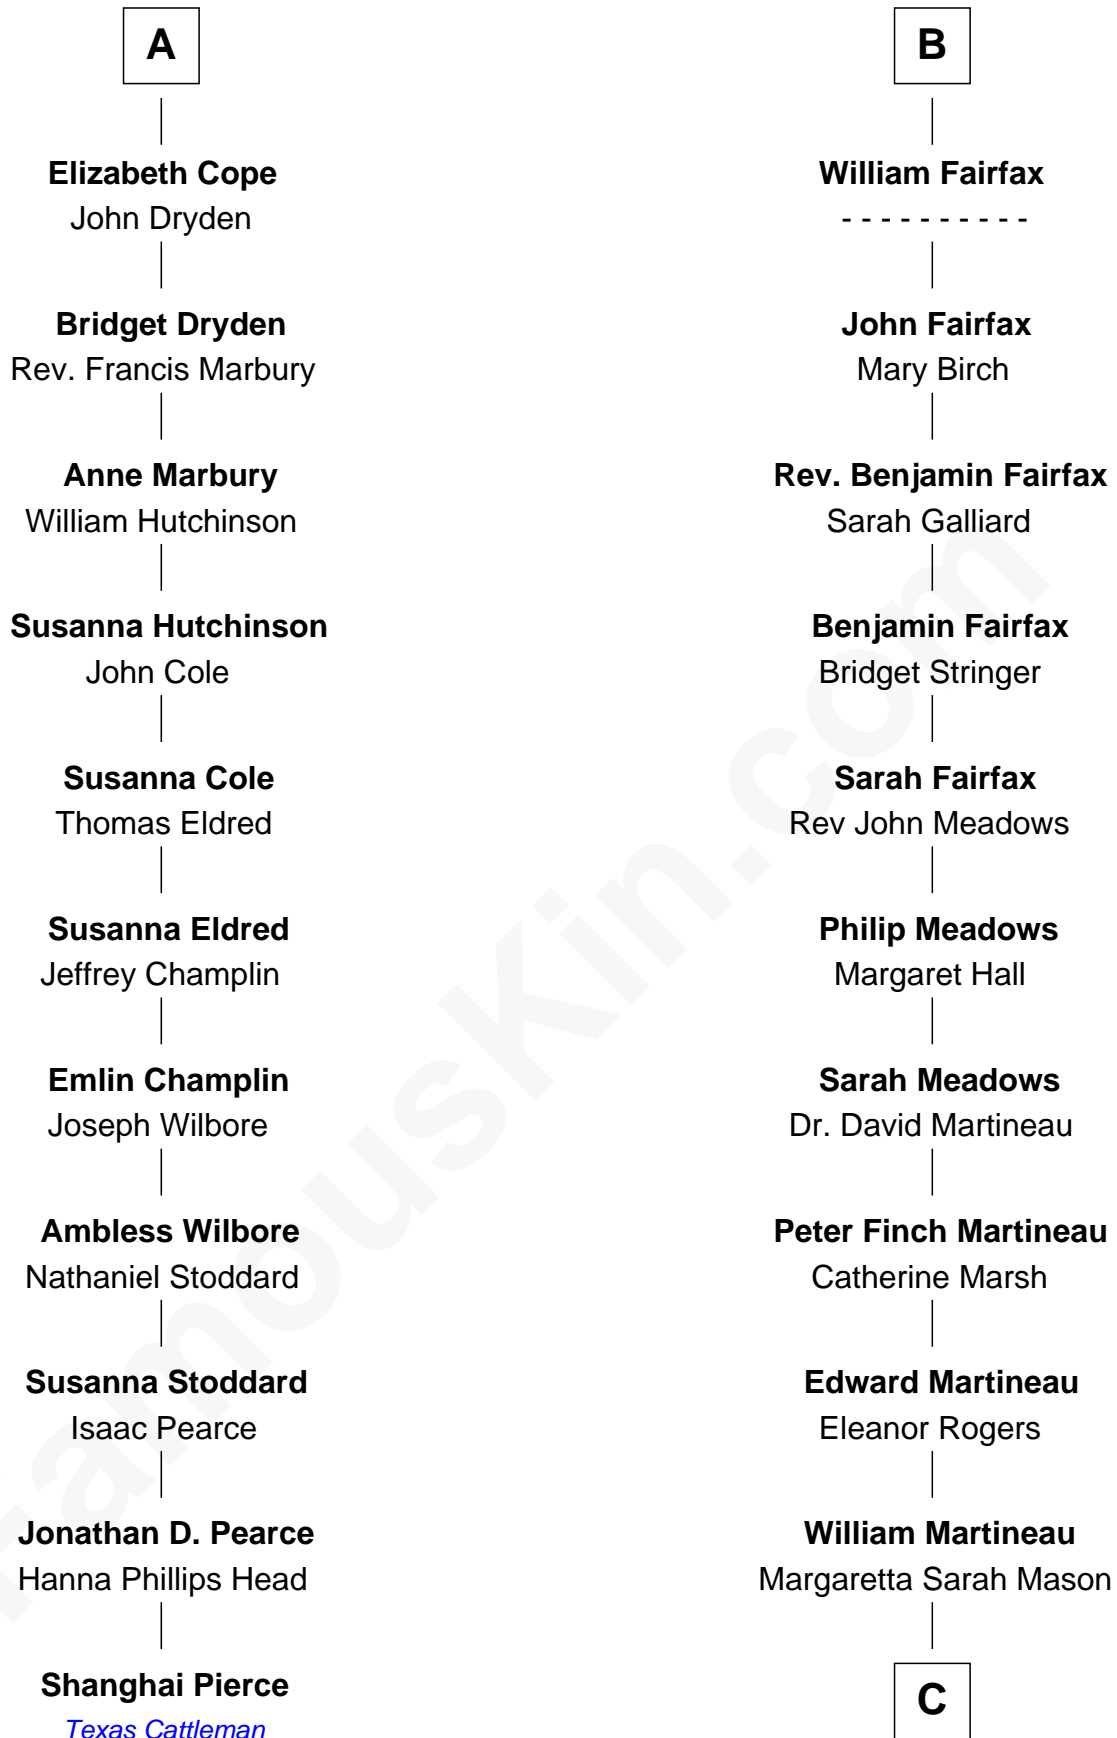 A
Elizabeth Cope
John Dryden
Bridget Dryden
Rev. Francis Marbury
Anne Marbury
William Hutchinson
Susanna Hutchinson
John Cole
Susanna Cole
Thomas Eldred
Susanna Eldred
Jeffrey Champlin
Emlin Champlin
Joseph Wilbore
Ambless Wilbore
Nathaniel Stoddard
Susanna Stoddard
Isaac Pearce
Jonathan D. Pearce
Hanna Phillips Head
Shanghai Pierce
Texas Cattleman
B
William Fairfax
- - - - - - - - - -
John Fairfax
Mary Birch
Rev. Benjamin Fairfax
Sarah Galliard
Benjamin Fairfax
Bridget Stringer
Sarah Fairfax
Rev John Meadows
Philip Meadows
Margaret Hall
Sarah Meadows
Dr. David Martineau
Peter Finch Martineau
Catherine Marsh
Edward Martineau
Eleanor Rogers
William Martineau
Margaretta Sarah Mason
C
FamousKin.com